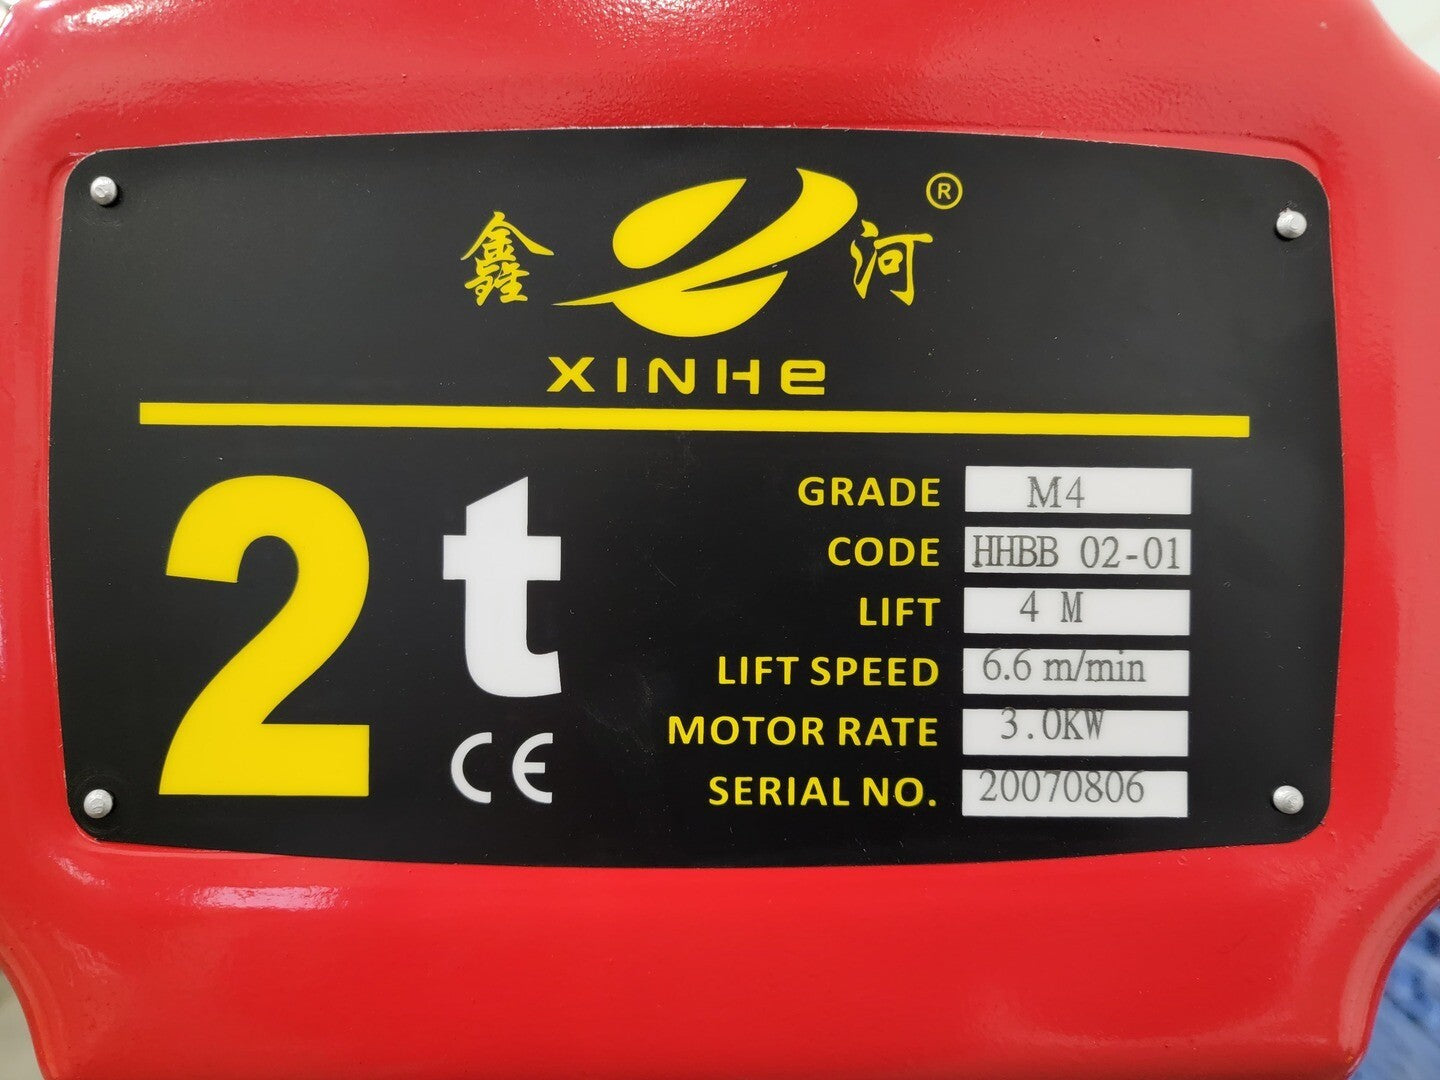 鑫河®
XINHE
2t
CE
GRADE M4
CODE HHBB 02-01
LIFT 4 M
LIFT SPEED 6.6 m/min
MOTOR RATE 3.0KW
SERIAL NO. 20070806